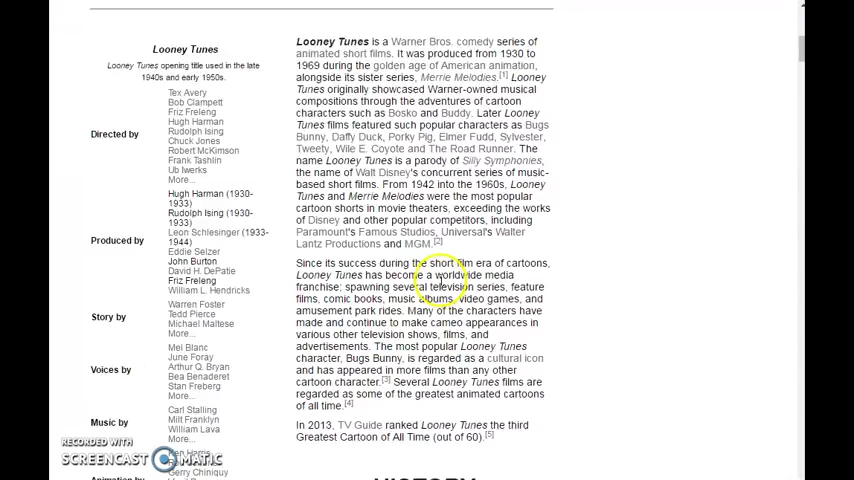 Looney Tunes
Looney Tunes opening title used in the late
1940s and early 1950s.
Directed by
Tex Avery
Bob Clampett
Friz Freleng
Hugh Harman
Rudolph Ising
Chuck Jones
Robert McKimson
Frank Tashlin
Ub Iwerks
More...
Produced by
Hugh Harman (1930-
1933)
Rudolph Ising (1930-
1933)
Leon Schlesinger (1933-
1944)
Eddie Selzer
John Burton
David H. DePatie
Friz Freleng
William L. Hendricks
Story by
Warren Foster
Tedd Pierce
Michael Maltese
More...
Voices by
Mel Blanc
June Foray
Arthur Q. Bryan
Bea Benaderet
Stan Freberg
More...
Music by
Carl Stalling
Milt Franklyn
William Lava
More...
Gerry Chiniquy
Looney Tunes is a Warner Bros. comedy series of
animated short films. It was produced from 1930 to
1969 during the golden age of American animation,
alongside its sister series, Merrie Melodies.[1] Looney
Tunes originally showcased Warner-owned musical
compositions through the adventures of cartoon
characters such as Bosko and Buddy. Later Looney
Tunes films featured such popular characters as Bugs
Bunny, Daffy Duck, Porky Pig, Elmer Fudd, Sylvester,
Tweety, Wile E. Coyote and The Road Runner. The
name Looney Tunes is a parody of Silly Symphonies,
the name of Walt Disney's concurrent series of music-
based short films. From 1942 into the 1960s, Looney
Tunes and Merrie Melodies were the most popular
cartoon shorts in movie theaters, exceeding the works
of Disney and other popular competitors, including
Paramount's Famous Studios, Universal's Walter
Lantz Productions and MGM.[2]
Since its success during the short film era of cartoons,
Looney Tunes has become a worldwide media
franchise; spawning several television series, feature
films, comic books, music albums, video games, and
amusement park rides. Many of the characters have
made and continue to make cameo appearances in
various other television shows, films, and
advertisements. The most popular Looney Tunes
character, Bugs Bunny, is regarded as a cultural icon
and has appeared in more films than any other
cartoon character.[3] Several Looney Tunes films are
regarded as some of the greatest animated cartoons
of all time.[4]
In 2013, TV Guide ranked Looney Tunes the third
Greatest Cartoon of All Time (out of 60).[5]
HISTORY
RECORDED WITH
SCREENCAST MATIC